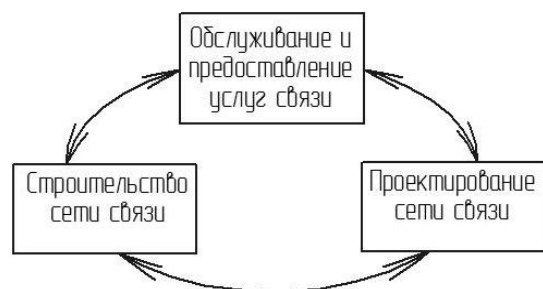 Обслуживание и
предоставление
услуг связи
Строительство
сети связи
Проектирование
сети связи